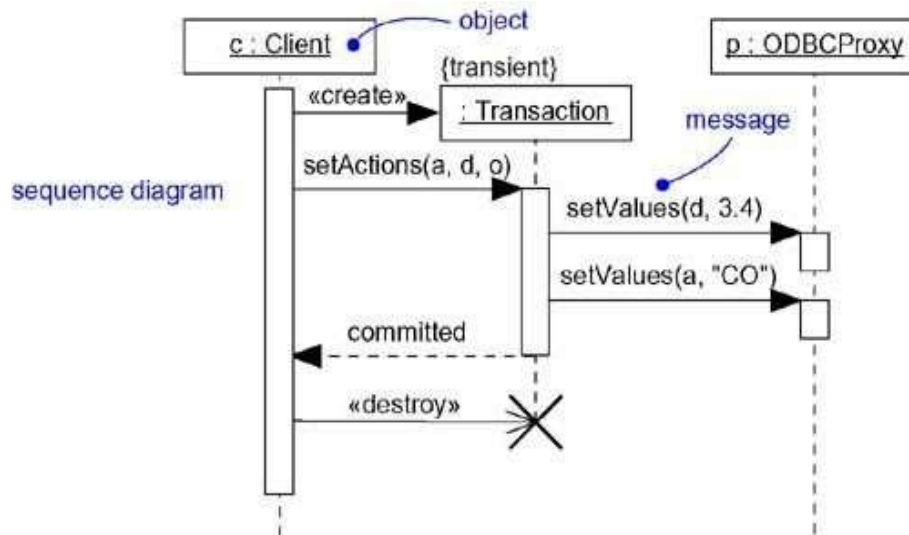 object
c : Client
p : ODBCProxy
{transient}
«create»
: Transaction
message
setActions(a, d, o)
sequence diagram
setValues(d, 3.4)
setValues(a, "CO")
committed
«destroy»